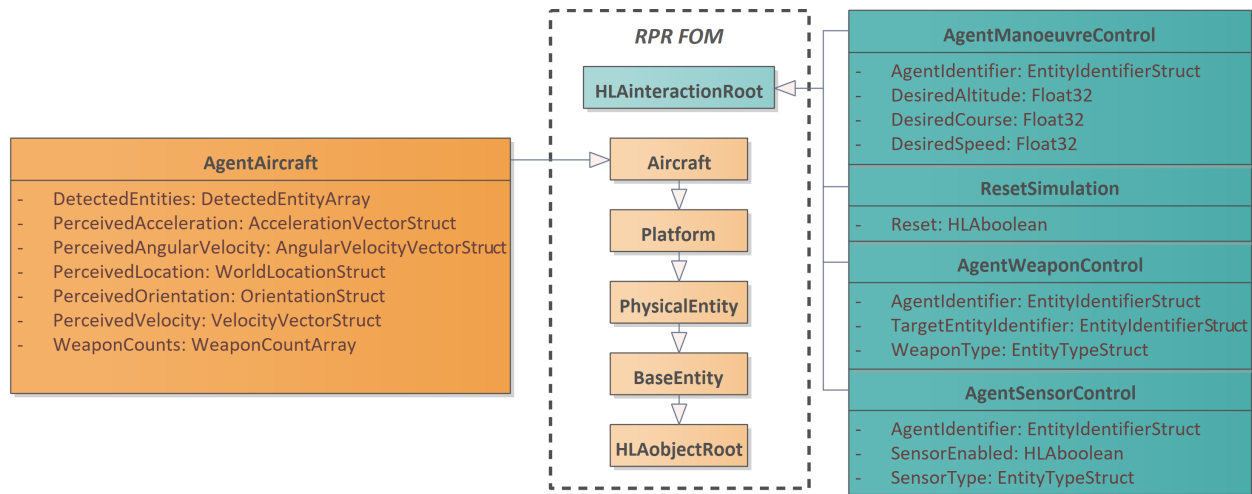 AgentAircraft
- DetectedEntities: DetectedEntityArray
- PerceivedAcceleration: AccelerationVectorStruct
- PerceivedAngularVelocity: AngularVelocityVectorStruct
- PerceivedLocation: WorldLocationStruct
- PerceivedOrientation: OrientationStruct
- PerceivedVelocity: VelocityVectorStruct
- WeaponCounts: WeaponCountArray
RPR FOM
HLAinteractionRoot
Aircraft
Platform
PhysicalEntity
BaseEntity
HLAobjectRoot
AgentManoeuvreControl
- AgentIdentifier: EntityIdentifierStruct
- DesiredAltitude: Float32
- DesiredCourse: Float32
- DesiredSpeed: Float32
ResetSimulation
- Reset: HLAboolean
AgentWeaponControl
- AgentIdentifier: EntityIdentifierStruct
- TargetEntityIdentifier: EntityIdentifierStruct
- WeaponType: EntityTypeStruct
AgentSensorControl
- AgentIdentifier: EntityIdentifierStruct
- SensorEnabled: HLAboolean
- SensorType: EntityTypeStruct